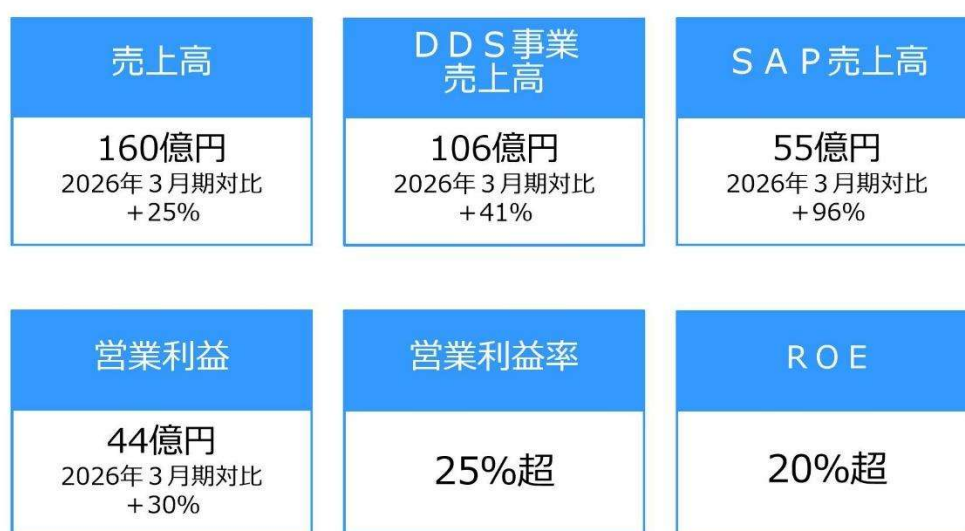 売上高
160億円
2026年３月期対比
＋25%
ＤＤＳ事業
売上高
106億円
2026年３月期対比
＋41%
ＳＡＰ売上高
55億円
2026年３月期対比
＋96%
営業利益
44億円
2026年３月期対比
＋30%
営業利益率
25%超
ＲＯＥ
20%超